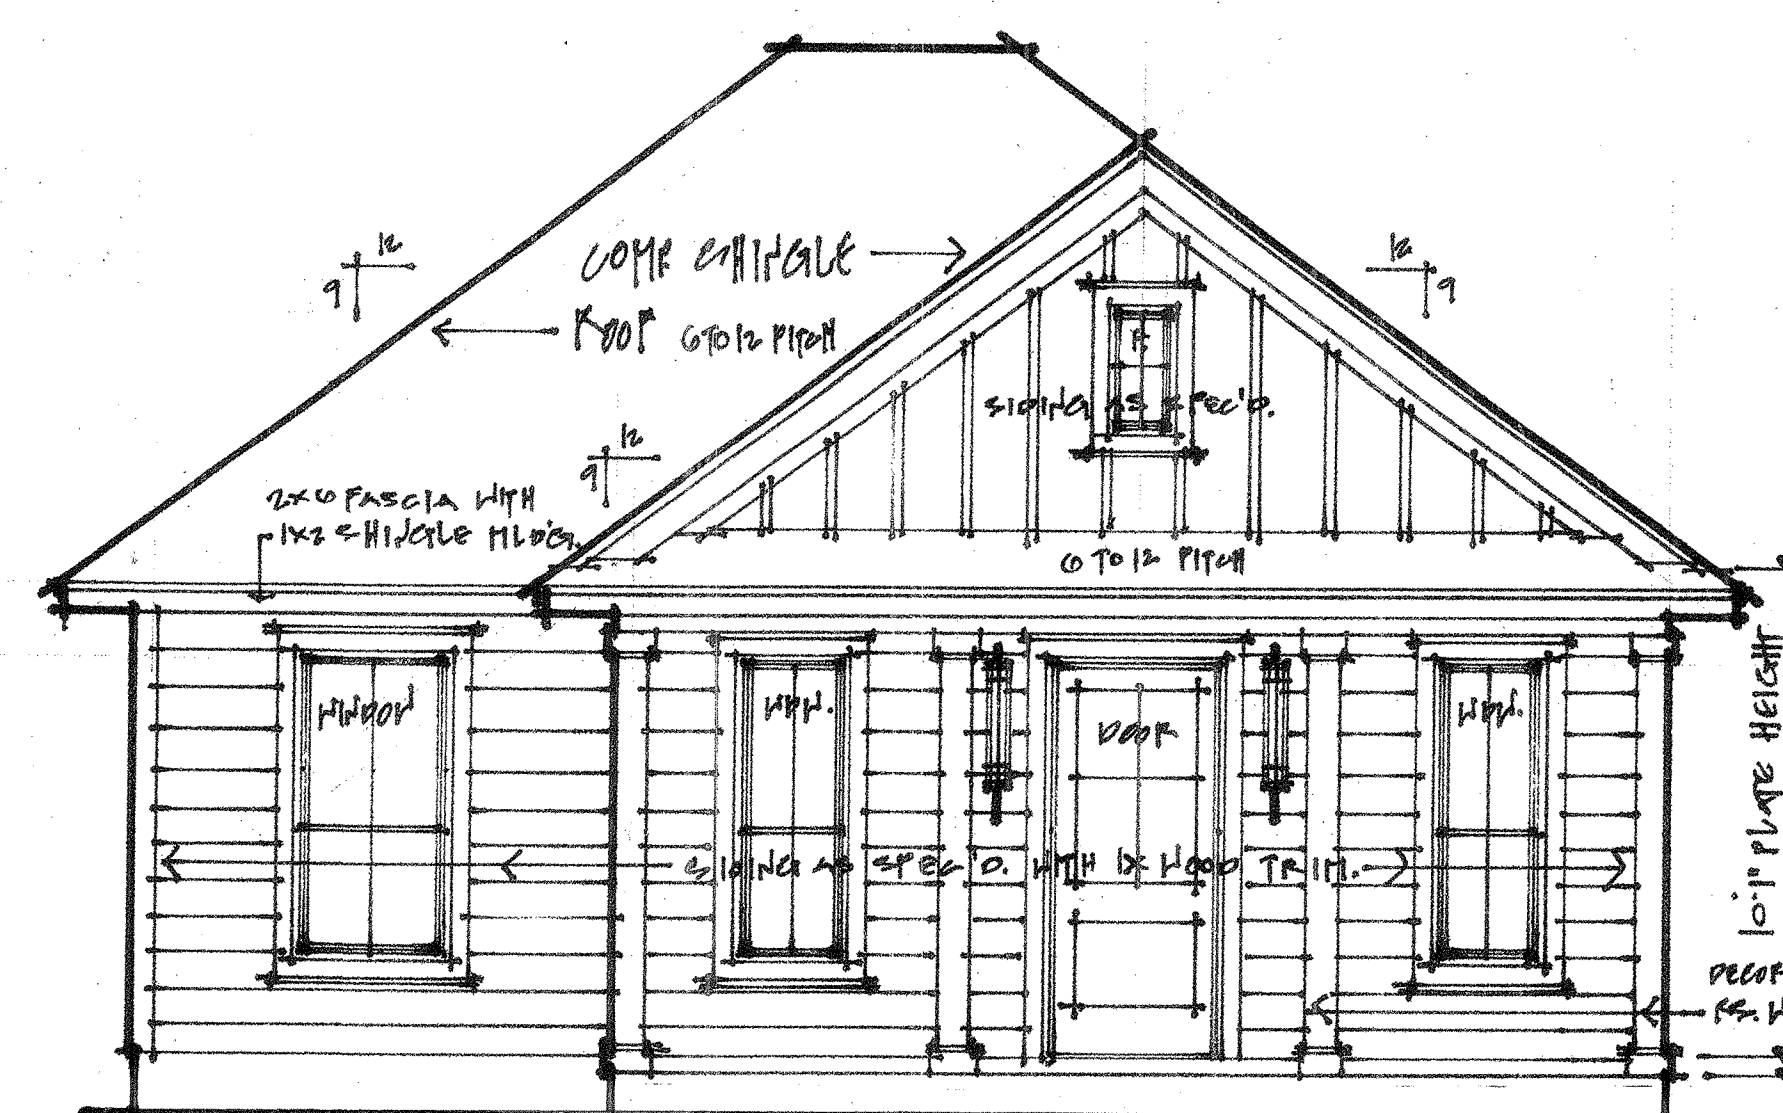 12
9
COMP SHINGLE
ROOF 6 TO 12 PITCH
12
9
12
9
SIDING AS SPEC'D.
2X6 FASCIA WITH
1X2 SHINGLE MLD'G.
6 TO 12 PITCH
WINDOW
WDW.
DOOR
WDW.
SIDING AS SPEC'D. WITH 1X WOOD TRIM.
10'-1" PLATE HEIGHT
DECOR